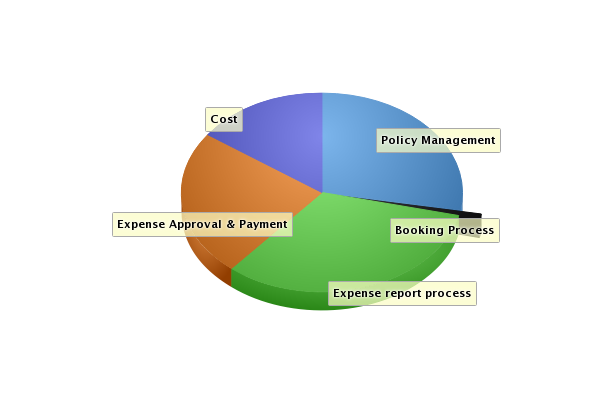 Cost
Policy Management
Expense Approval & Payment
Booking Process
Expense report process